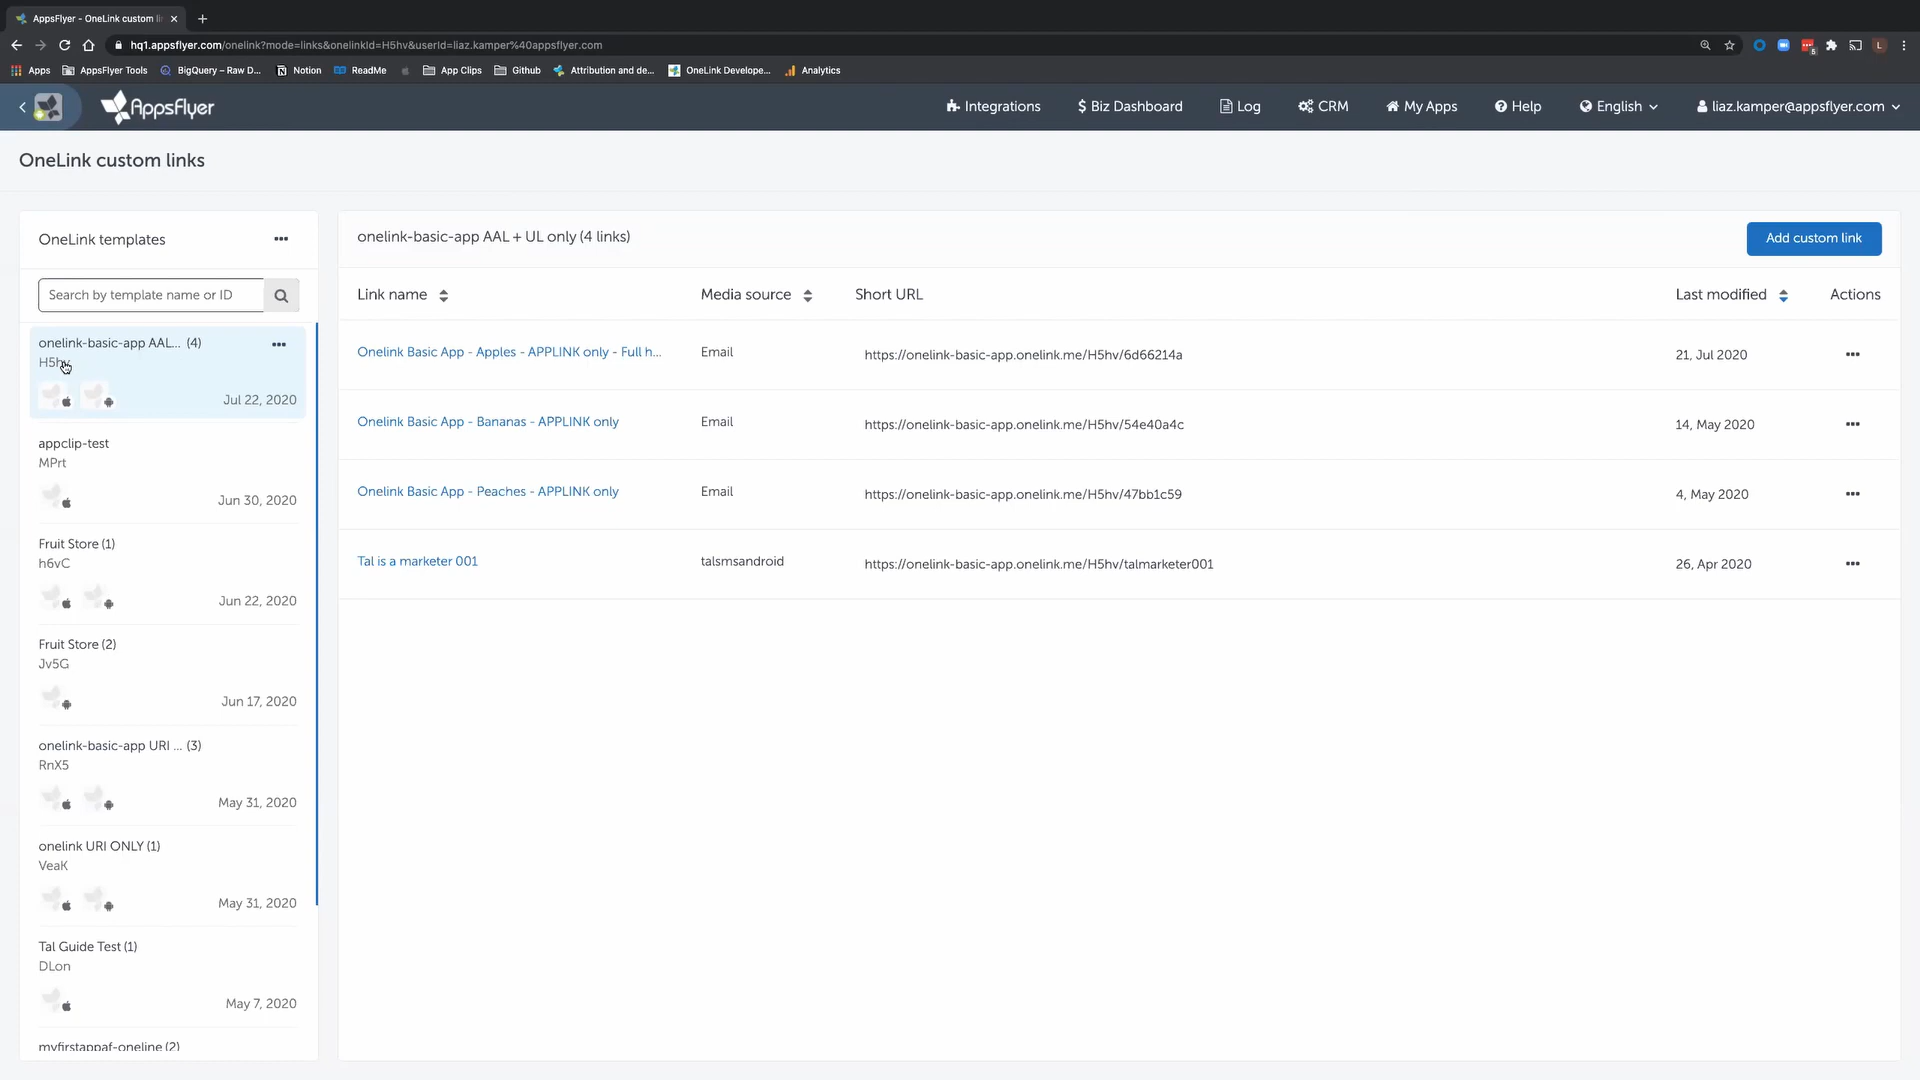 AppsFlyer - OneLink custom li
hq1.appsflyer.com/onelink?mode=links&onelinkId=H5hv&userId=liaz.kamper%40appsflyer.com
L
Apps
AppsFlyer Tools
BigQuery – Raw D...
Notion
ReadMe
App Clips
Github
Attribution and de...
OneLink Develope...
Analytics
AppsFlyer
Integrations
$ Biz Dashboard
Log
CRM
My Apps
Help
English
liaz.kamper@appsflyer.com
OneLink custom links
OneLink templates
Search by template name or ID
onelink-basic-app AAL... (4)
H5hv
Jul 22, 2020
appclip-test
MPrt
Jun 30, 2020
Fruit Store (1)
h6vC
Jun 22, 2020
Fruit Store (2)
Jv5G
Jun 17, 2020
onelink-basic-app URI ... (3)
RnX5
May 31, 2020
onelink URI ONLY (1)
VeaK
May 31, 2020
Tal Guide Test (1)
DLon
May 7, 2020
myfirstappaf-oneline (2)
onelink-basic-app AAL + UL only (4 links)
Add custom link
Link name Media source Short URL Last modified Actions
Onelink Basic App - Apples - APPLINK only - Full h... Email https://onelink-basic-app.onelink.me/H5hv/6d66214a 21, Jul 2020
Onelink Basic App - Bananas - APPLINK only Email https://onelink-basic-app.onelink.me/H5hv/54e40a4c 14, May 2020
Onelink Basic App - Peaches - APPLINK only Email https://onelink-basic-app.onelink.me/H5hv/47bb1c59 4, May 2020
Tal is a marketer 001 talsmsandroid https://onelink-basic-app.onelink.me/H5hv/talmarketer001 26, Apr 2020